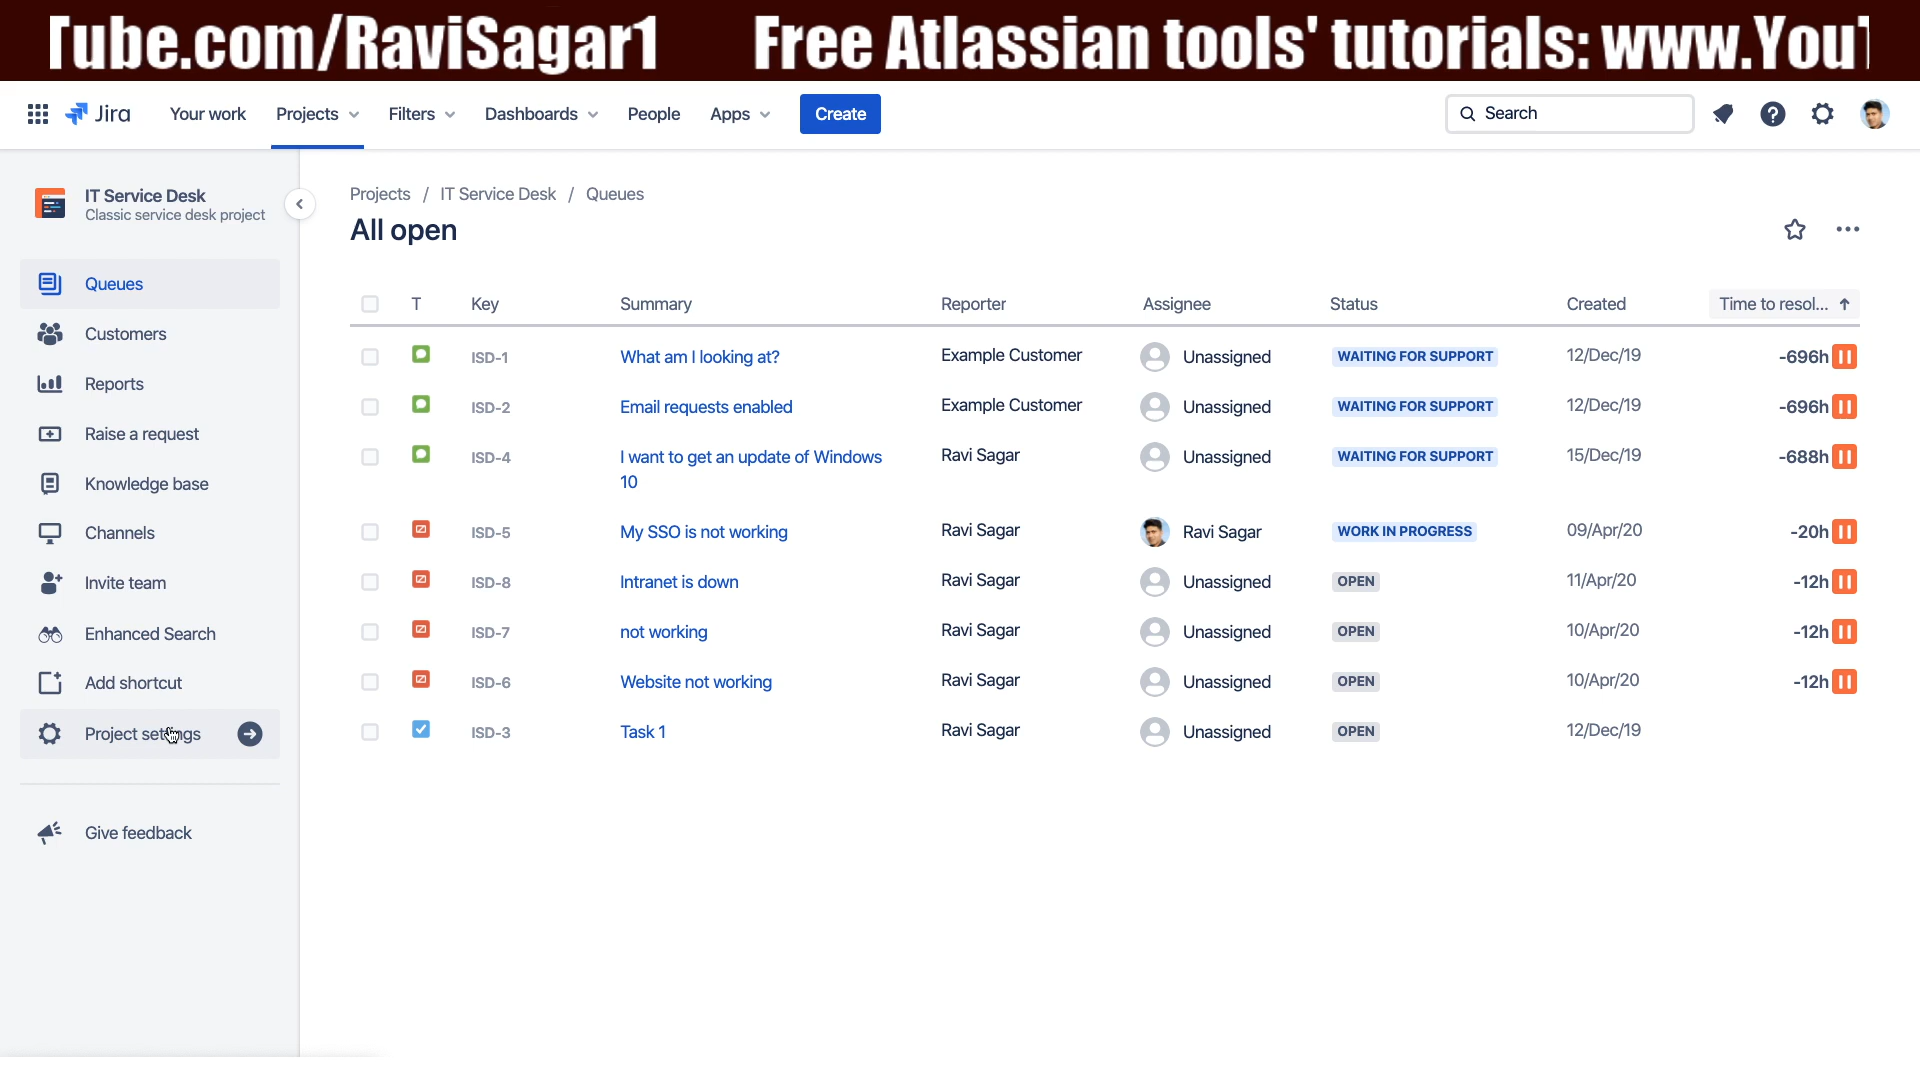 Tube.com/RaviSagar1 Free Atlassian tools' tutorials: www.YouT
Jira Your work Projects Filters Dashboards People Apps Create Search
IT Service Desk
Classic service desk project
Queues
Customers
Reports
Raise a request
Knowledge base
Channels
Invite team
Enhanced Search
Add shortcut
Project settings
Give feedback
Projects / IT Service Desk / Queues
All open
T Key Summary Reporter Assignee Status Created Time to resol...
ISD-1 What am I looking at? Example Customer Unassigned WAITING FOR SUPPORT 12/Dec/19 -696h
ISD-2 Email requests enabled Example Customer Unassigned WAITING FOR SUPPORT 12/Dec/19 -696h
ISD-4 I want to get an update of Windows Ravi Sagar Unassigned WAITING FOR SUPPORT 15/Dec/19 -688h
10
ISD-5 My SSO is not working Ravi Sagar Ravi Sagar WORK IN PROGRESS 09/Apr/20 -20h
ISD-8 Intranet is down Ravi Sagar Unassigned OPEN 11/Apr/20 -12h
ISD-7 not working Ravi Sagar Unassigned OPEN 10/Apr/20 -12h
ISD-6 Website not working Ravi Sagar Unassigned OPEN 10/Apr/20 -12h
ISD-3 Task 1 Ravi Sagar Unassigned OPEN 12/Dec/19